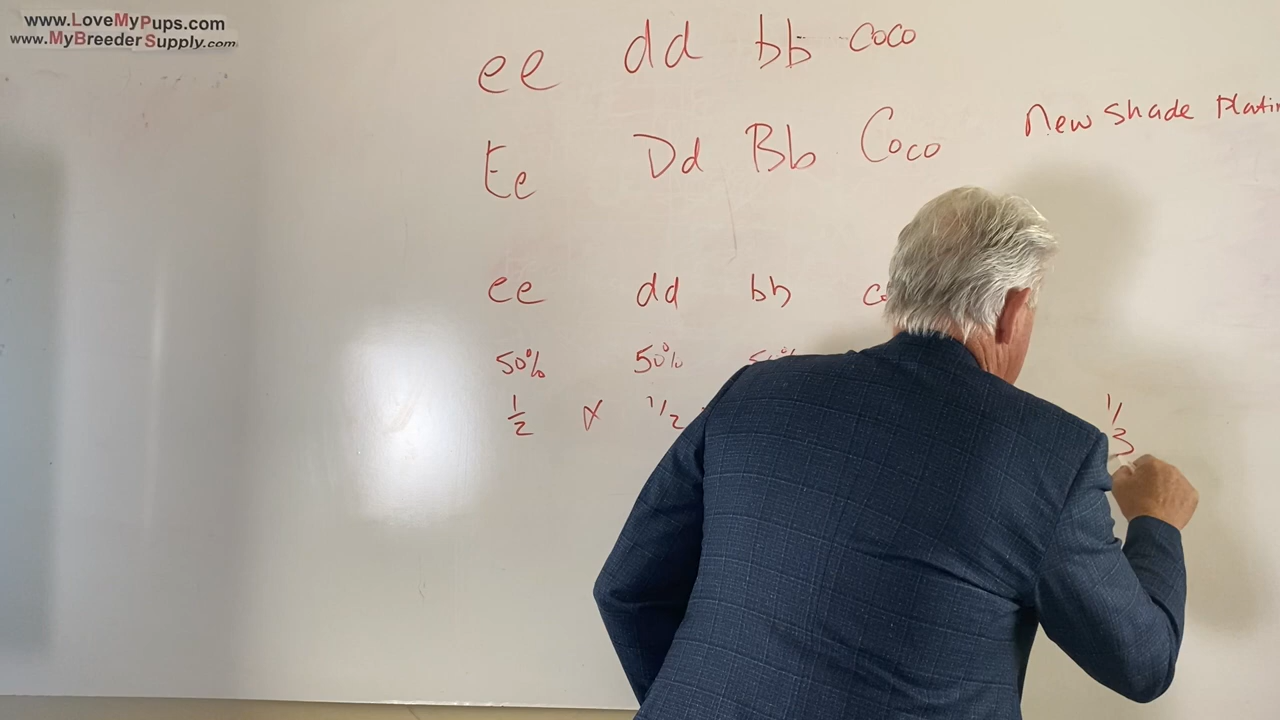 www.LoveMyPups.com
www.MyBreederSupply.com
ee dd bb coco
Ee Dd Bb Coco
New shade
ee dd bb
50% 50%
1/2 x 1/2
1/3